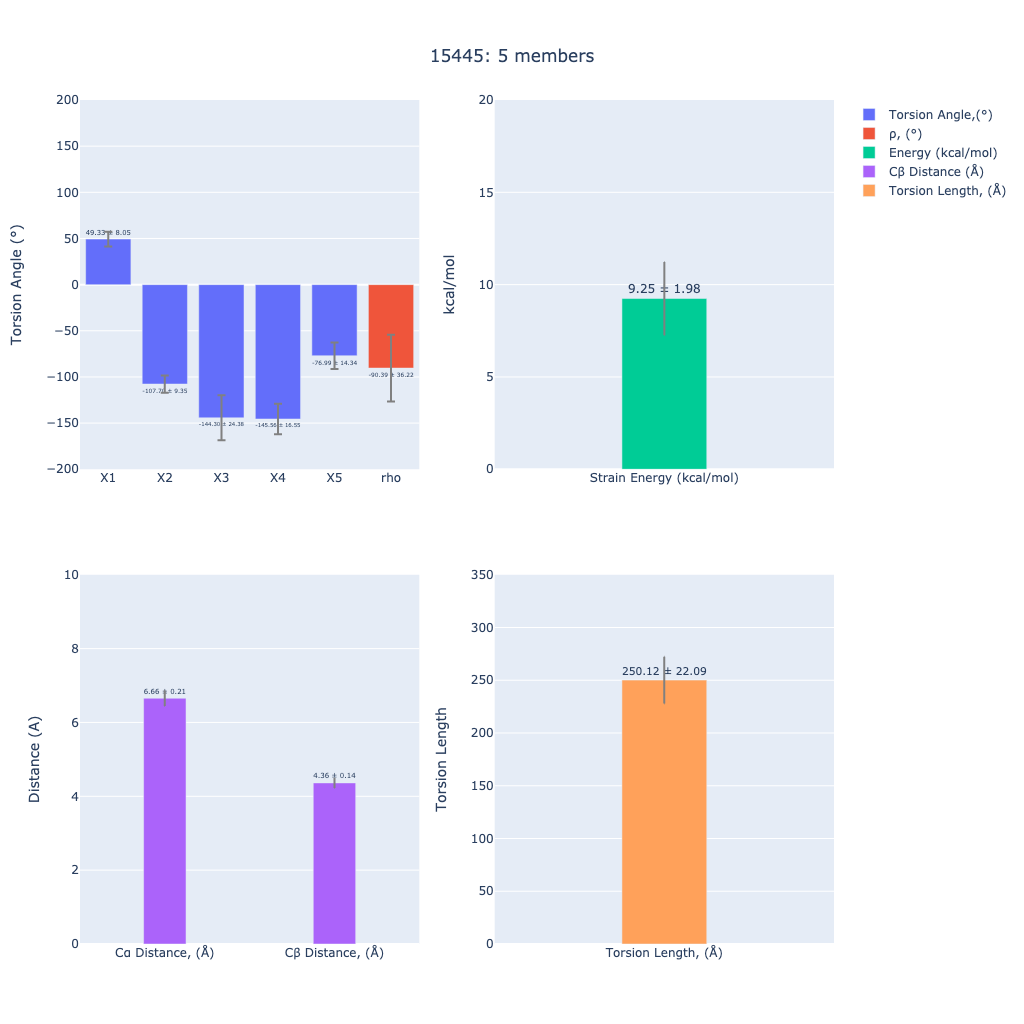 15445: 5 members
200
150
100
50
0
−50
−100
−150
−200
Torsion Angle (°)
49.33 ± 8.05
± 9.35
-144.30 ± 24.38
-145.56 ± 16.55
-76.99 ± 14.34
-90.39 ± 36.22
X1 X2 X3 X4 X5 rho
20
15
10
5
0
kcal/mol
9.25 ± 1.98
Strain Energy (kcal/mol)
Torsion Angle,(°)
ρ, (°)
Energy (kcal/mol)
Cβ Distance (Å)
Torsion Length, (Å)
10
8
6
4
2
0
Distance (A)
6.66 ± 0.21
4.36 ± 0.14
Cα Distance, (Å) Cβ Distance, (Å)
350
300
250
200
150
100
50
0
Torsion Length
250.12 ± 22.09
Torsion Length, (Å)